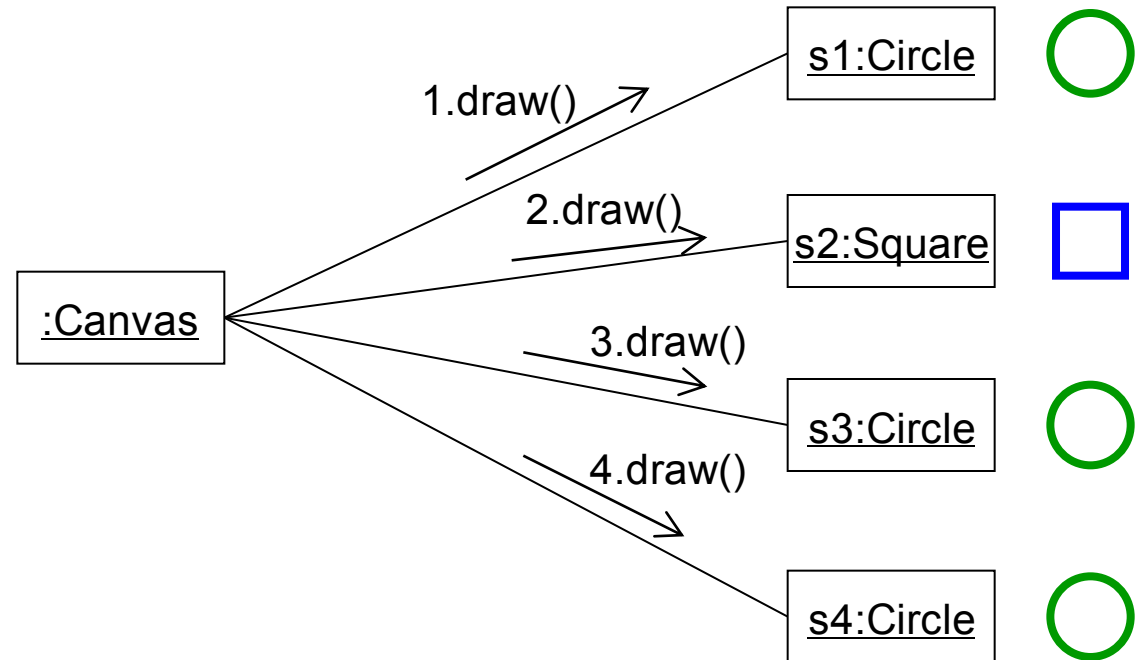 s1:Circle
1.draw()
2.draw()
s2:Square
:Canvas
3.draw()
s3:Circle
4.draw()
s4:Circle